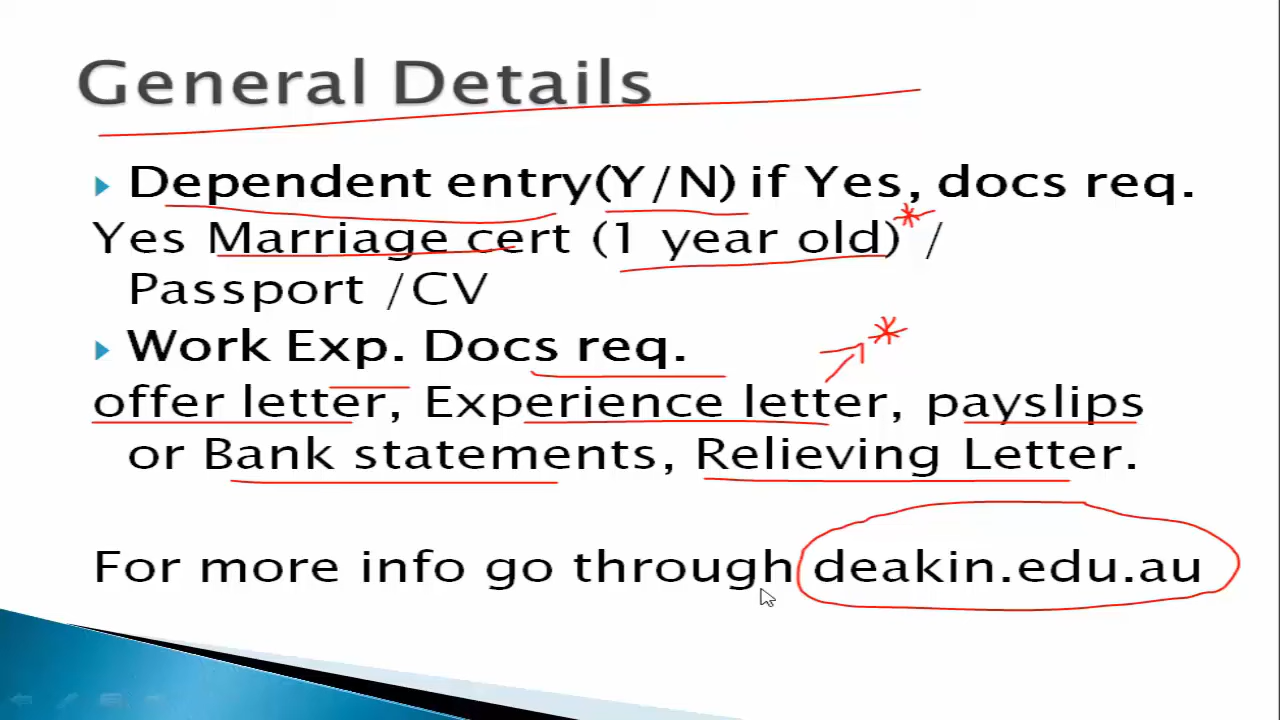 General Details
Dependent entry(Y/N) if Yes, docs req.
Yes Marriage cert (1 year old)* /
Passport /CV
Work Exp. Docs req.
offer letter, Experience letter, payslips
or Bank statements, Relieving Letter.
For more info go through deakin.edu.au